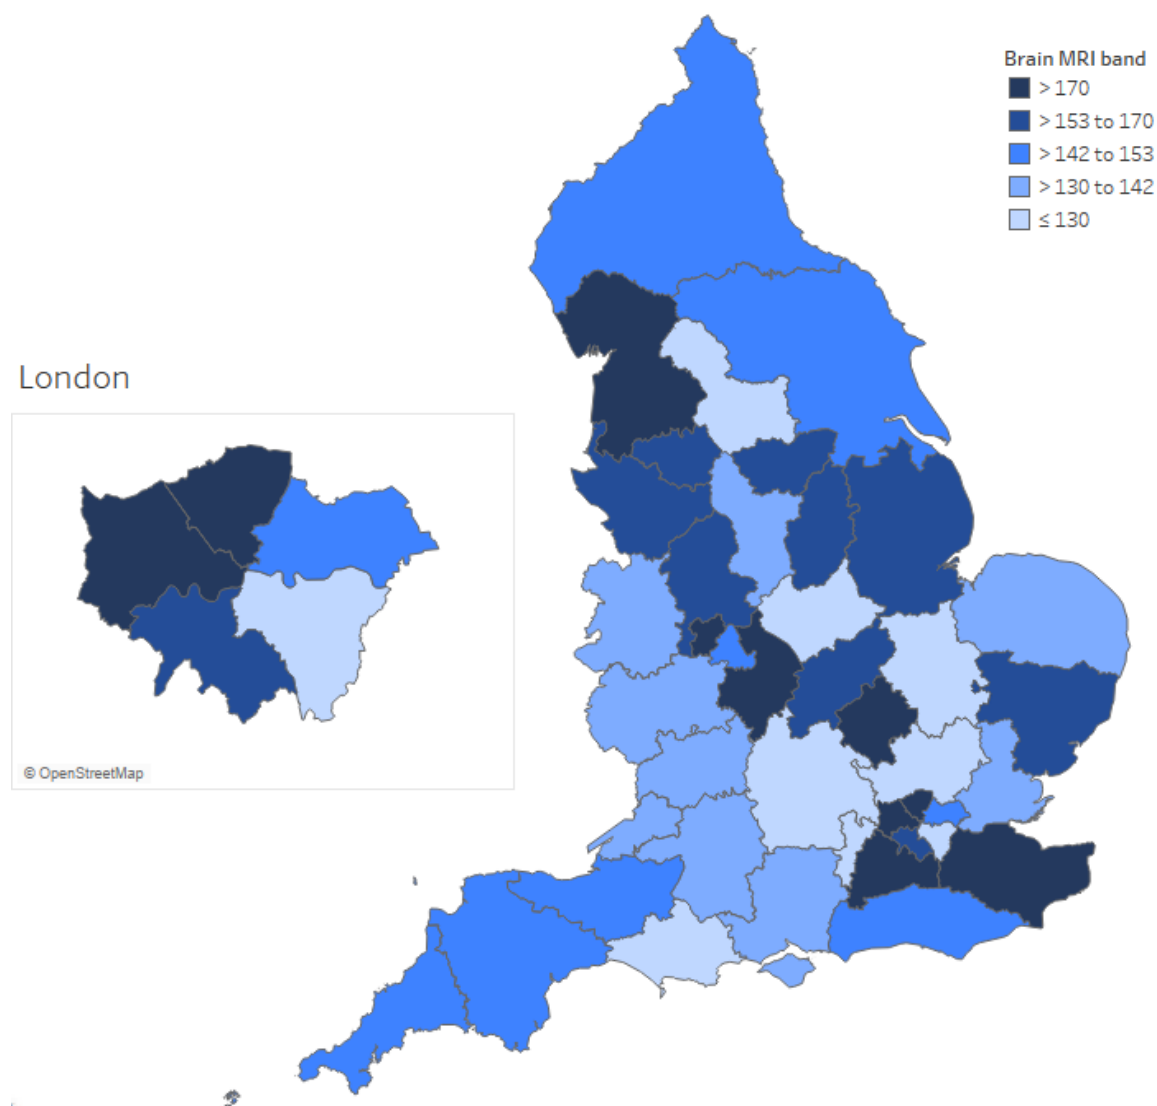 Brain MRI band
> 170
> 153 to 170
> 142 to 153
> 130 to 142
≤ 130
London
© OpenStreetMap